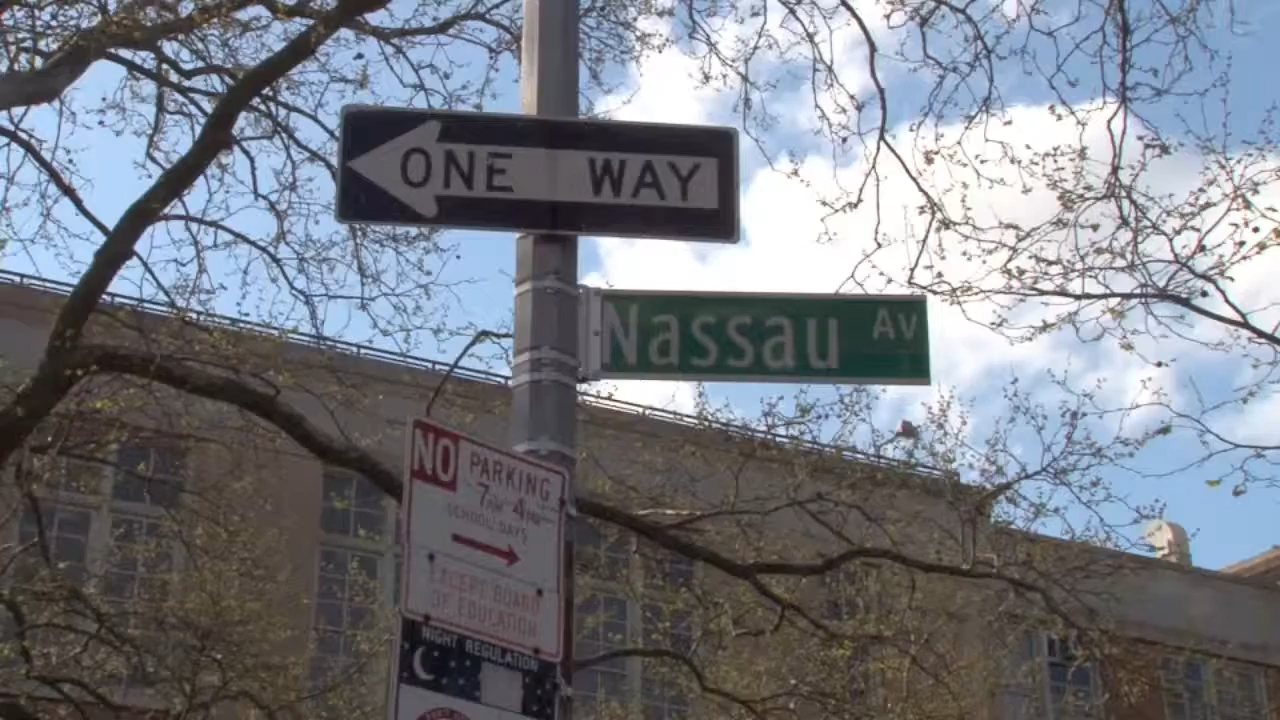 ONE WAY
Nassau Av
NO PARKING
7AM 4PM
SCHOOL DAYS
EXCEPT BOARD
OF EDUCATION
NIGHT REGULATION